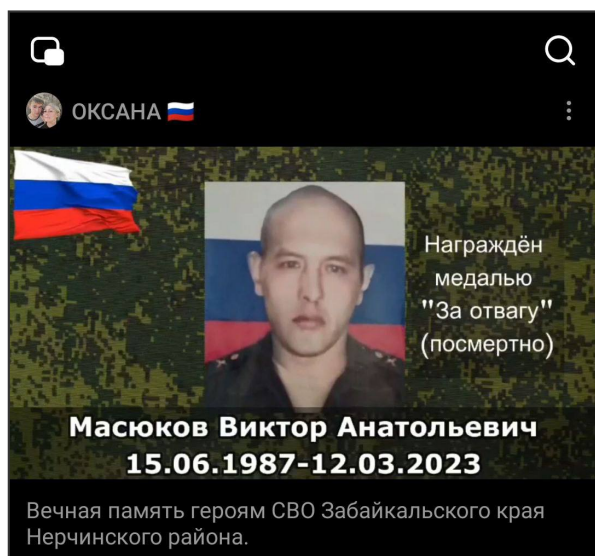 ОКСАНА 🇷🇺
Награждён
медалью
"За отвагу"
(посмертно)
Масюков Виктор Анатольевич
15.06.1987-12.03.2023
Вечная память героям СВО Забайкальского края
Нерчинского района.